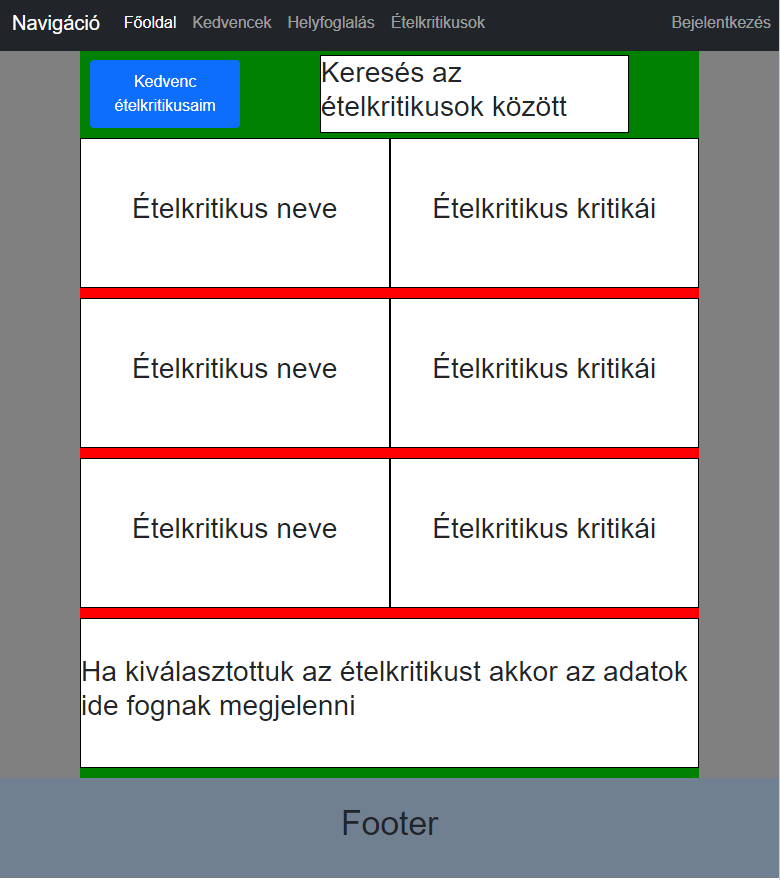 Navigáció Főoldal Kedvencek Helyfoglalás Ételkritikusok Bejelentkezés
Kedvenc
ételkritikusaim
Keresés az
ételkritikusok között
Ételkritikus neve Ételkritikus kritikái
Ételkritikus neve Ételkritikus kritikái
Ételkritikus neve Ételkritikus kritikái
Ha kiválasztottuk az ételkritikust akkor az adatok
ide fognak megjelenni
Footer